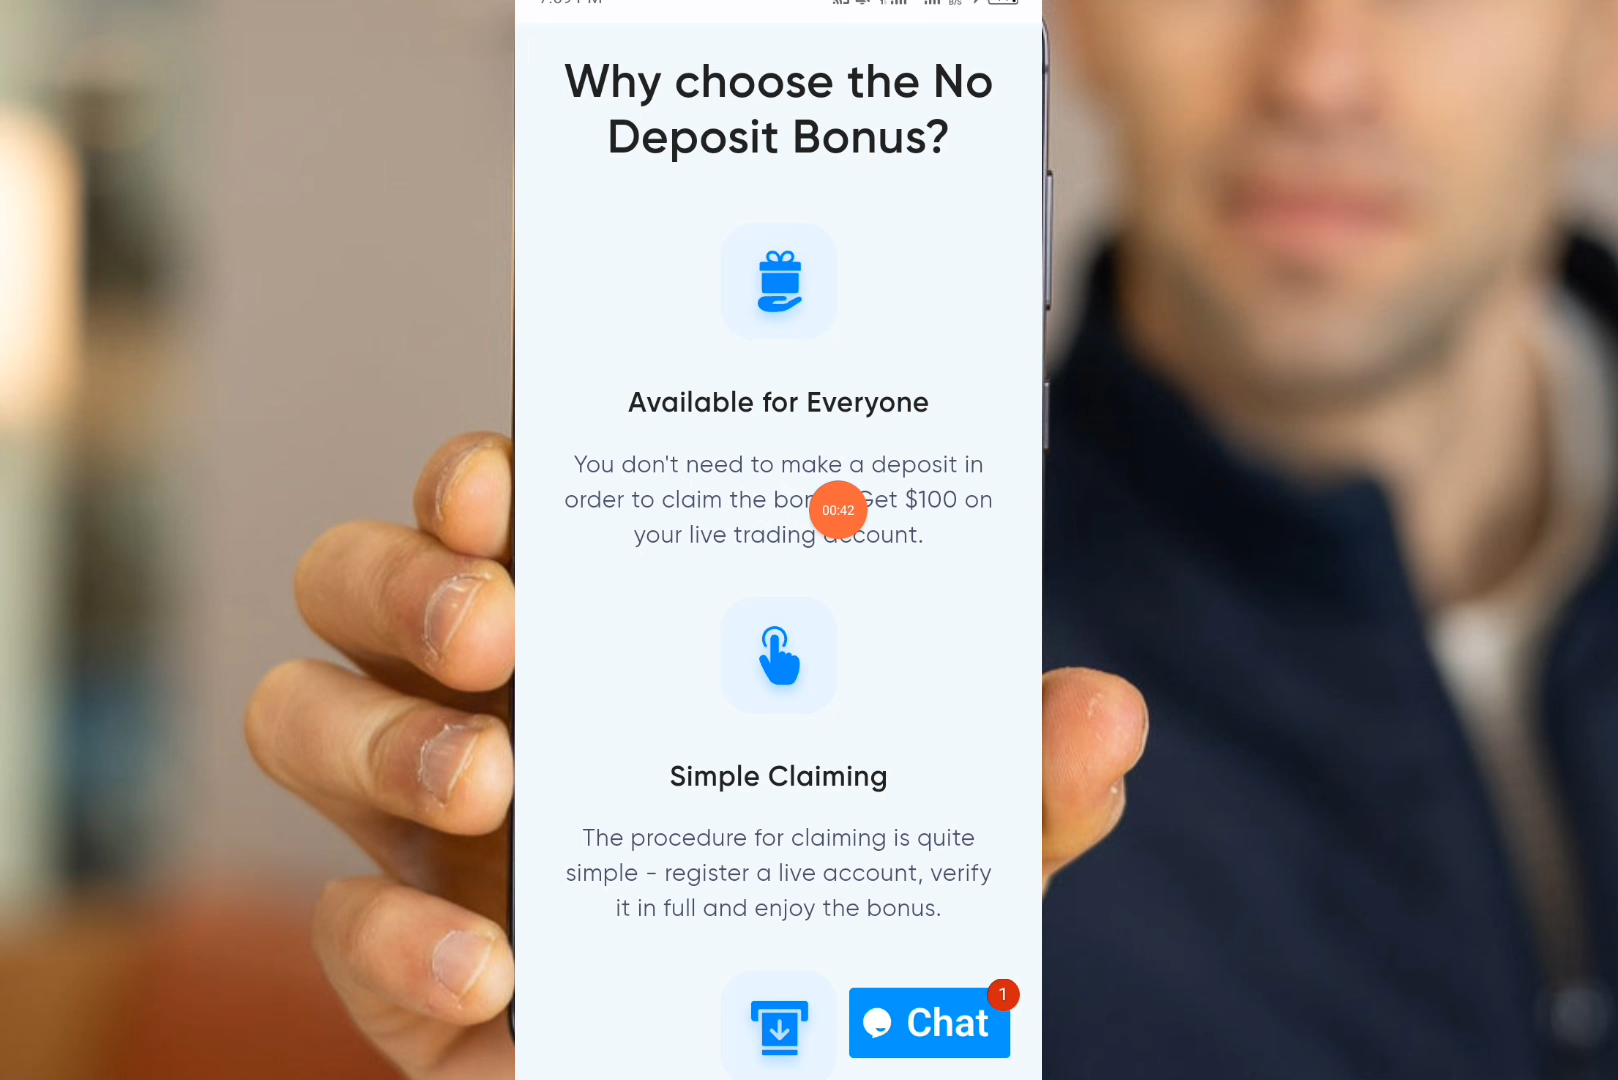 Why choose the No
Deposit Bonus?
Available for Everyone
You don't need to make a deposit in
order to claim the Get $100 on
00:42
your live trading account.
Simple Claiming
The procedure for claiming is quite
simple - register a live account, verify
it in full and enjoy the bonus.
1
Chat